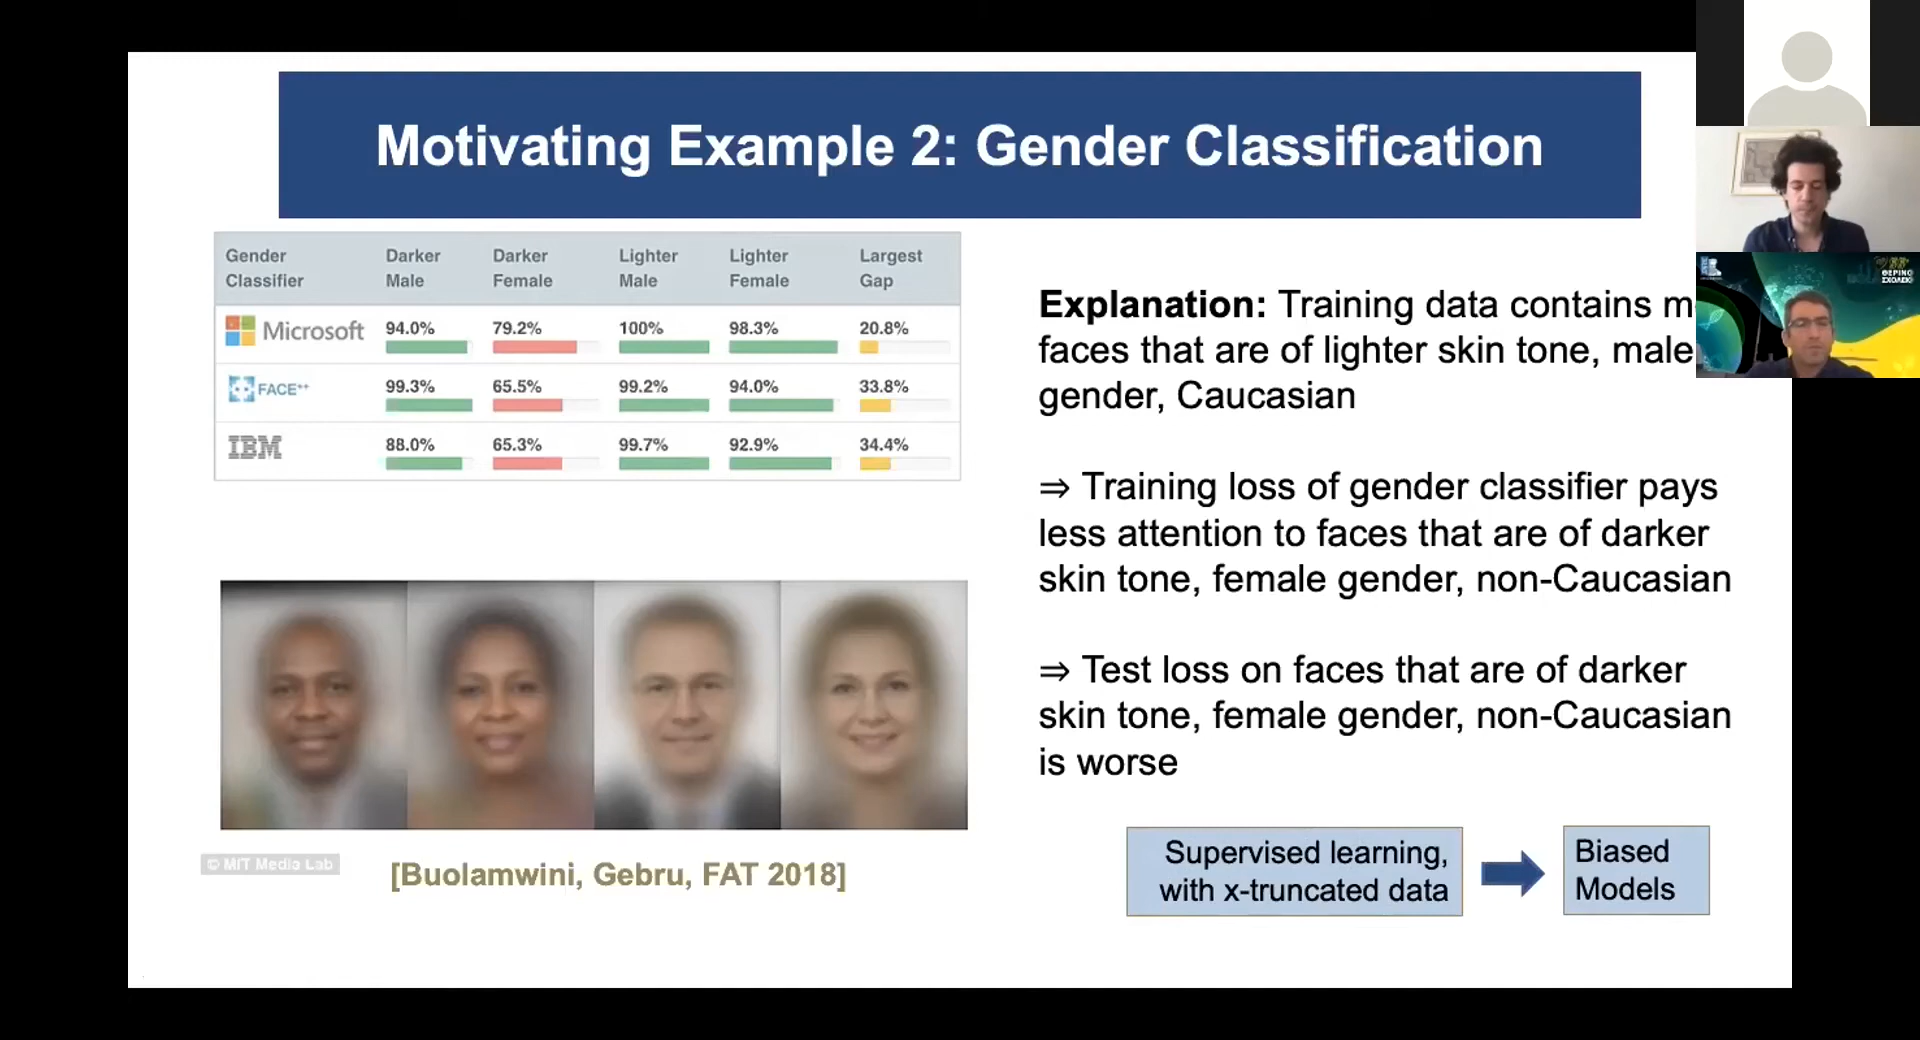 Motivating Example 2: Gender Classification
Gender Classifier Darker Male Darker Female Lighter Male Lighter Female Largest Gap
Microsoft 94.0% 79.2% 100% 98.3% 20.8%
FACE++ 99.3% 65.5% 99.2% 94.0% 33.8%
IBM 88.0% 65.3% 99.7% 92.9% 34.4%
© MIT Media Lab
[Buolamwini, Gebru, FAT 2018]
Explanation: Training data contains m
faces that are of lighter skin tone, male
gender, Caucasian
⇒ Training loss of gender classifier pays
less attention to faces that are of darker
skin tone, female gender, non-Caucasian
⇒ Test loss on faces that are of darker
skin tone, female gender, non-Caucasian
is worse
Supervised learning,
with x-truncated data
Biased
Models
ΘΕΡΙΝΟ
ΣΧΟΛΕΙΟ